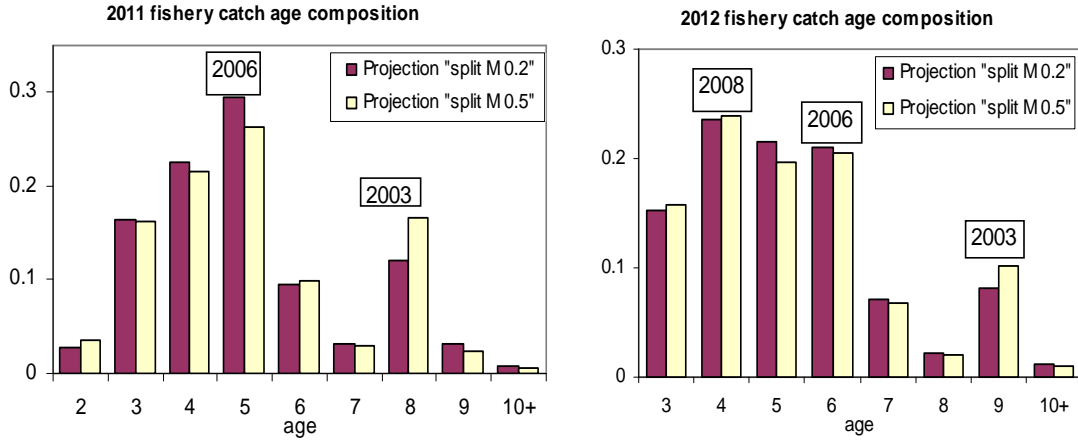 2011 fishery catch age composition
Projection "split M 0.2"
Projection "split M 0.5"
2006
2003
0.3
0.2
0.1
0
2 3 4 5 6 7 8 9 10+
age
2012 fishery catch age composition
Projection "split M 0.2"
Projection "split M 0.5"
2008
2006
2003
0.3
0.2
0.1
0
3 4 5 6 7 8 9 10+
age